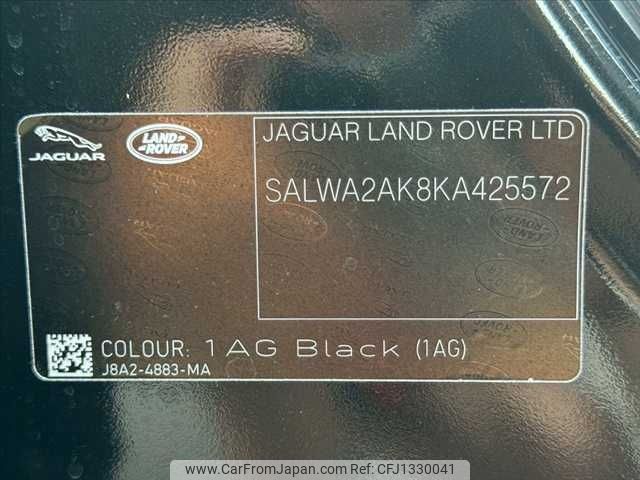 JAGUAR
LAND ROVER
JAGUAR LAND ROVER LTD
SALWA2AK8KA425572
COLOUR: 1AG Black (1AG)
J8A2-4883-MA
www.CarFromJapan.com - CFJ1330041